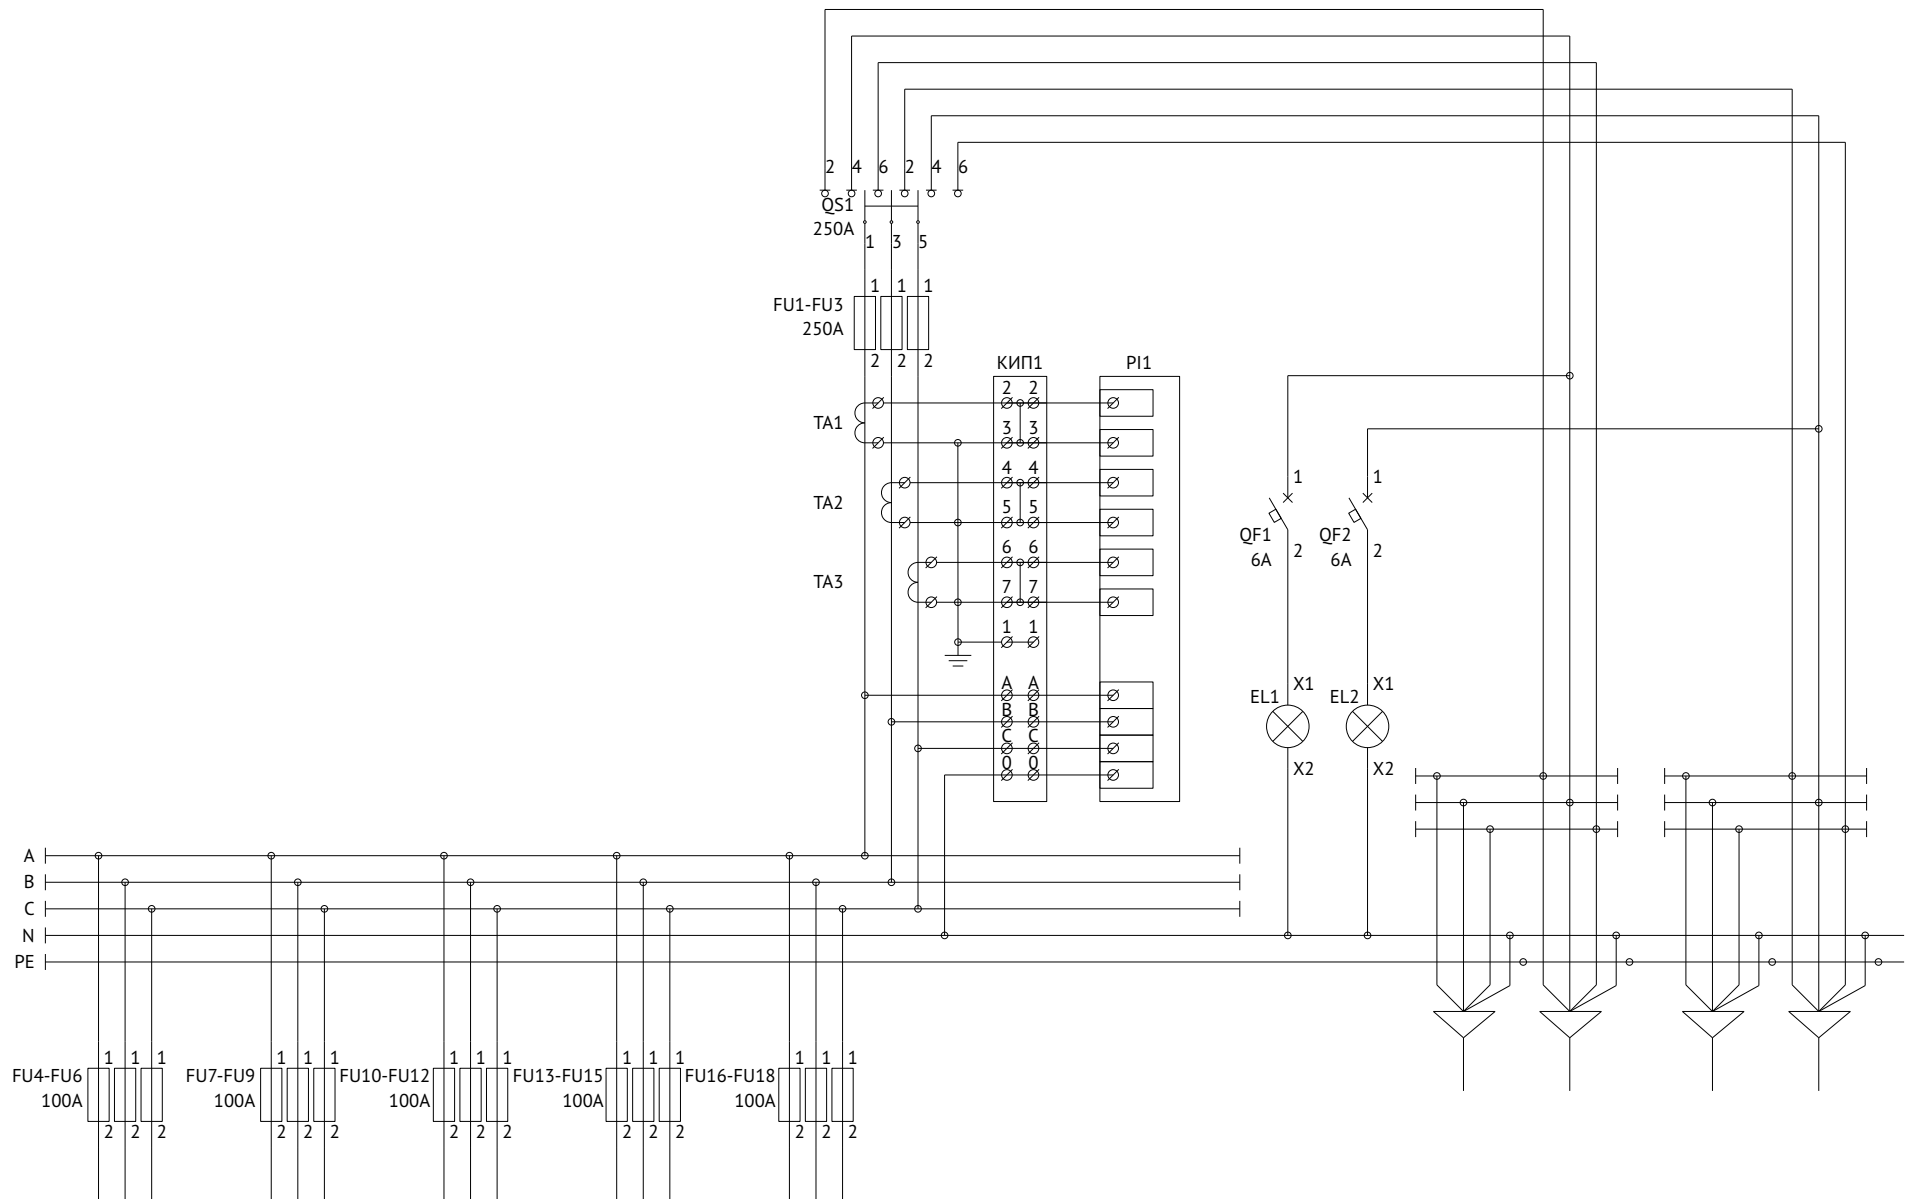 2 4 6 2 4 6
QS1
250A
1 3 5
1 1 1
FU1-FU3
250A
2 2 2
КИП1
PI1
2 2
TA1
3 3
4 4
TA2
5 5
6 6
TA3
7 7
1 1
A A
B B
C C
0 0
1 1
QF1
6A
2
QF2
6A
2
X1
EL1
X2
X1
EL2
X2
A
B
C
N
PE
1 1 1
FU4-FU6
100A
2 2 2
1 1 1
FU7-FU9
100A
2 2 2
1 1 1
FU10-FU12
100A
2 2 2
1 1 1
FU13-FU15
100A
2 2 2
1 1 1
FU16-FU18
100A
2 2 2